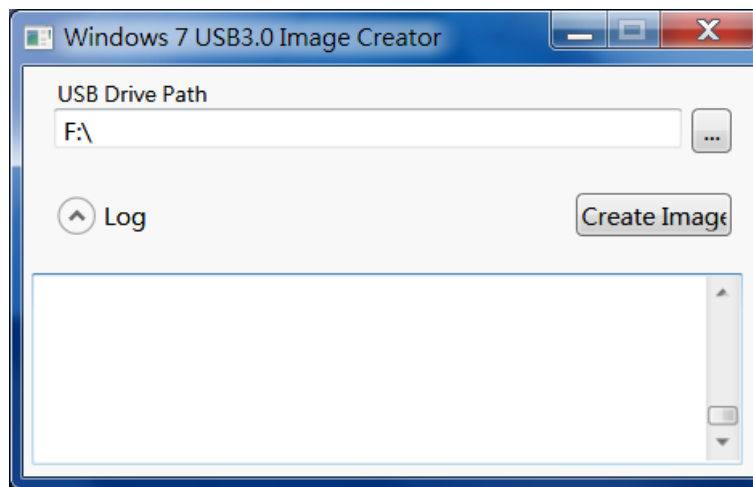 Windows 7 USB3.0 Image Creator
USB Drive Path
F:\
...
Log
Create Image